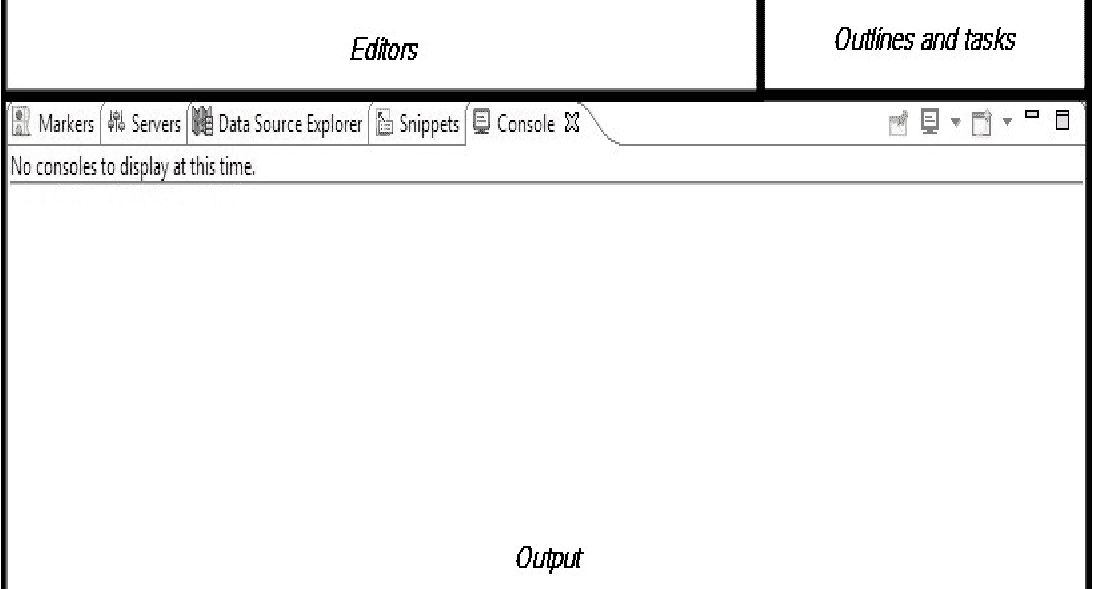 Editors
Outlines and tasks
Markers Servers Data Source Explorer Snippets Console
No consoles to display at this time.
Output